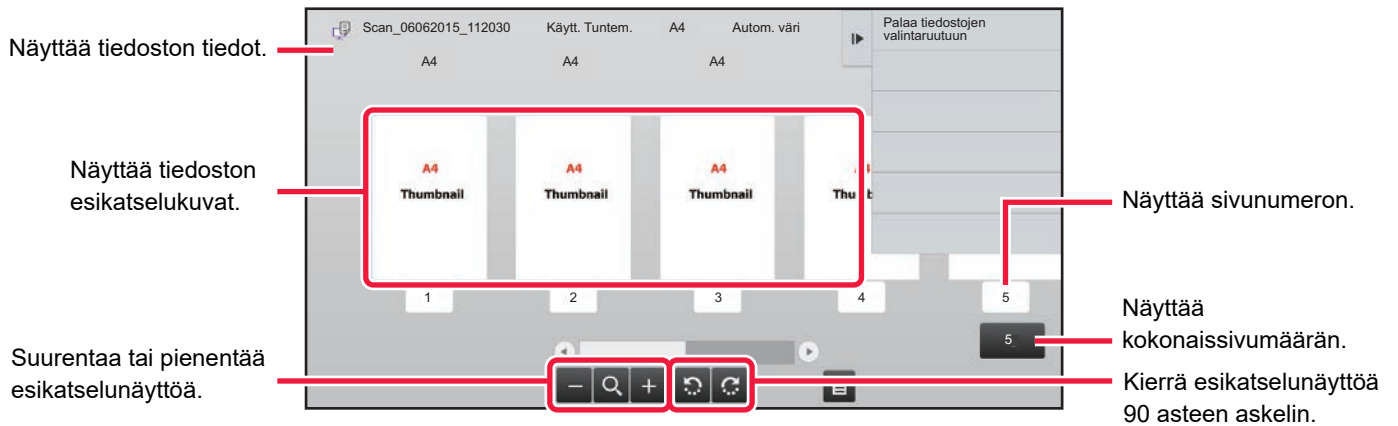 Näyttää tiedoston tiedot.
Scan_06062015_112030 Käytt. Tuntem. A4 Autom. väri
Palaa tiedostojen
valintaruutuun
A4 A4 A4
Näyttää tiedoston
esikatselukuvat.
A4 A4 A4
Thumbnail Thumbnail Thumbnail
Näyttää sivunumeron.
1 2 3 4 5
Näyttää
kokonaissivumäärän.
5
Suurentaa tai pienentää
esikatselunäyttöä.
Kierrä esikatselunäyttöä
90 asteen askelin.